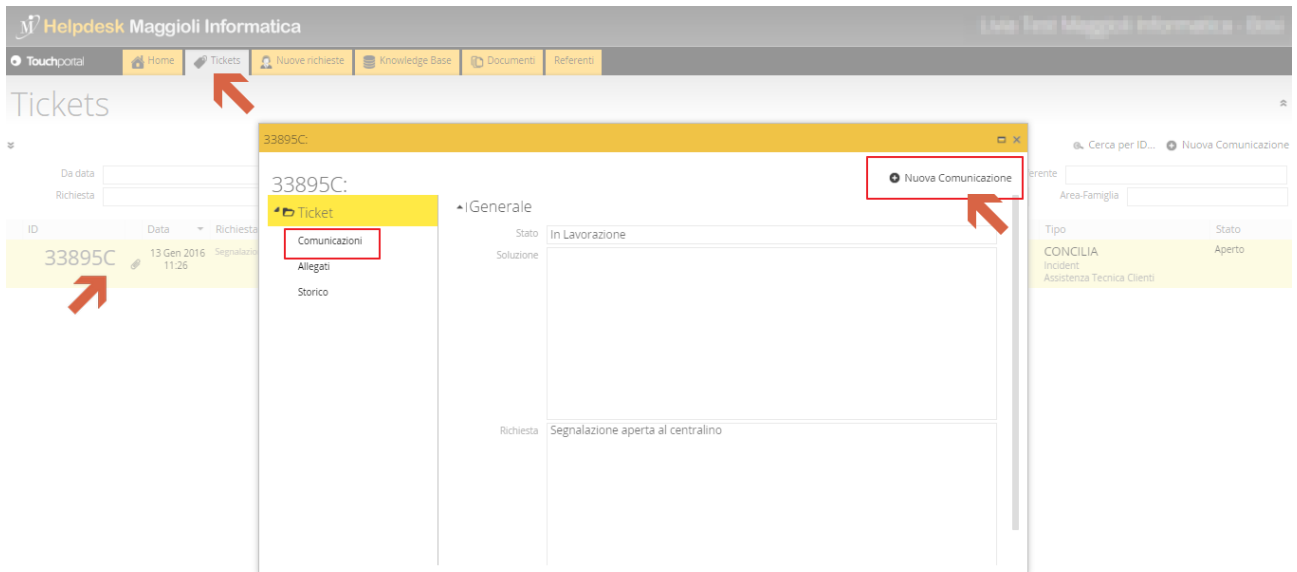 Helpdesk Maggioli Informatica
Touchportal Home Tickets Nuove richieste Knowledge Base Documenti Referenti
Tickets
33895C:
Cerca per ID... Nuova Comunicazione
Da data
Richiesta
erente
Area-Famiglia
33895C:
Nuova Comunicazione
Ticket
Comunicazioni
Allegati
Storico
Generale
Stato In Lavorazione
Soluzione
Richiesta Segnalazione aperta al centralino
ID Data Richiesta Tipo Stato
33895C 13 Gen 2016 11:26 Segnalazio CONCILIA Aperto
Incident
Assistenza Tecnica Clienti